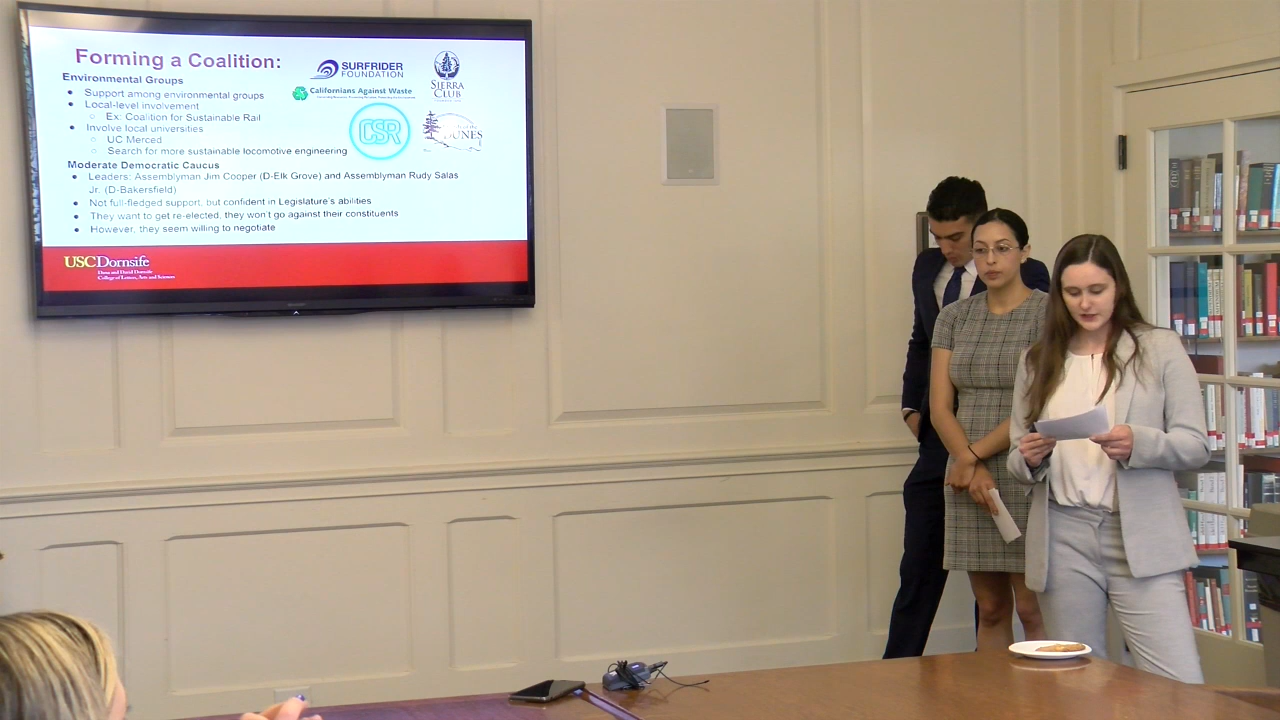 Forming a Coalition:
Environmental Groups
Support among environmental groups
Local-level involvement
Ex: Coalition for Sustainable Rail
Involve local universities
UC Merced
Search for more sustainable locomotive engineering
Moderate Democratic Caucus
Leaders: Assemblyman Jim Cooper (D-Elk Grove) and Assemblyman Rudy Salas
Jr. (D-Bakersfield)
Not full-fledged support, but confident in Legislature's abilities
They want to get re-elected, they won't go against their constituents
However, they seem willing to negotiate
SURFRIDER
FOUNDATION
SIERRA
CLUB
Californians Against Waste
CSR
DUNES
USC Dornsife
Dana and David Dornsife
College of Letters, Arts and Sciences